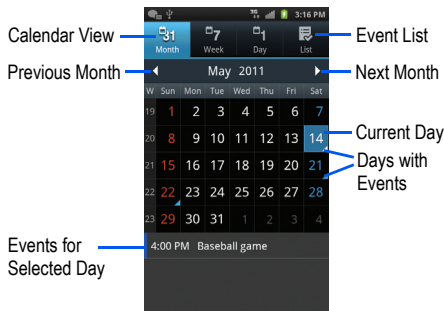 3G 3:16 PM
Calendar View
31 7 1
Event List
Month Week Day List
Previous Month
May 2011
Next Month
W Sun Mon Tue Wed Thu Fri Sat
19 1 2 3 4 5 6 7
20 8 9 10 11 12 13 14
Current Day
21 15 16 17 18 19 20 21
Days with
Events
22 22 23 24 25 26 27 28
23 29 30 31 1 2 3 4
Events for
Selected Day
4:00 PM Baseball game